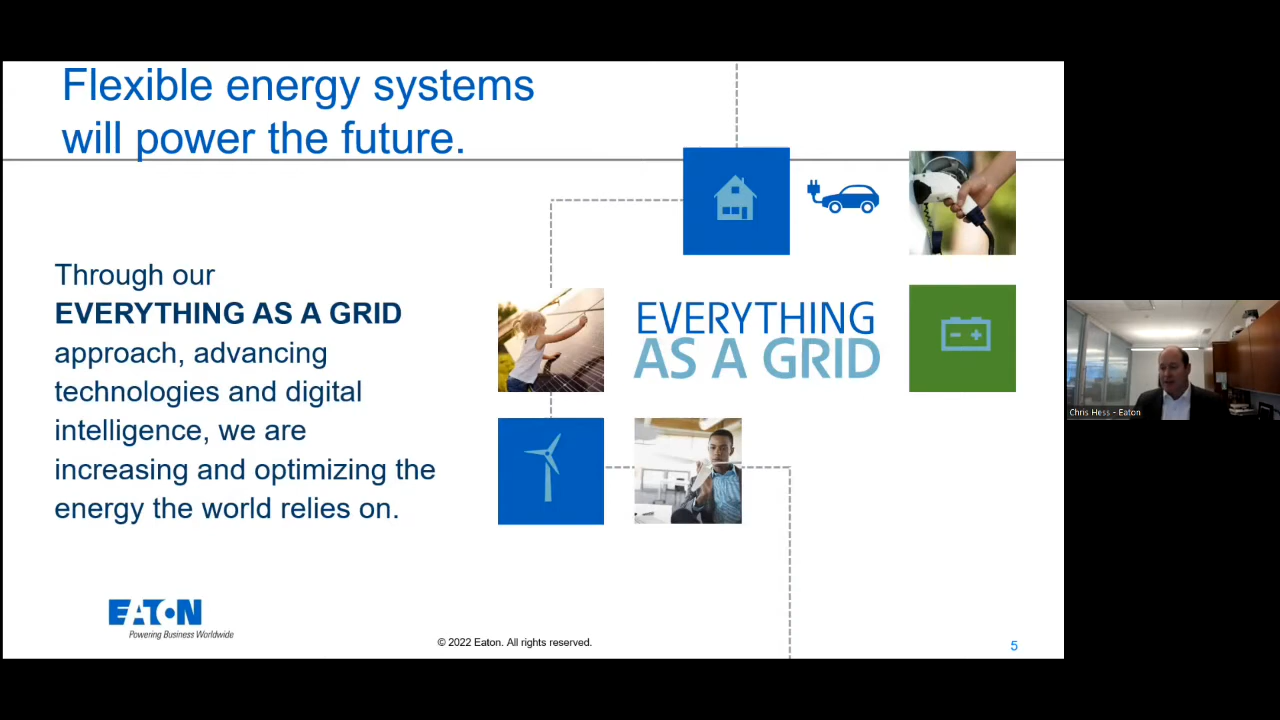 Flexible energy systems
will power the future.
Through our
EVERYTHING AS A GRID
approach, advancing
technologies and digital
intelligence, we are
increasing and optimizing the
energy the world relies on.
EVERYTHING
AS A GRID
Chris Hess - Eaton
EATON
Powering Business Worldwide
© 2022 Eaton. All rights reserved.
5